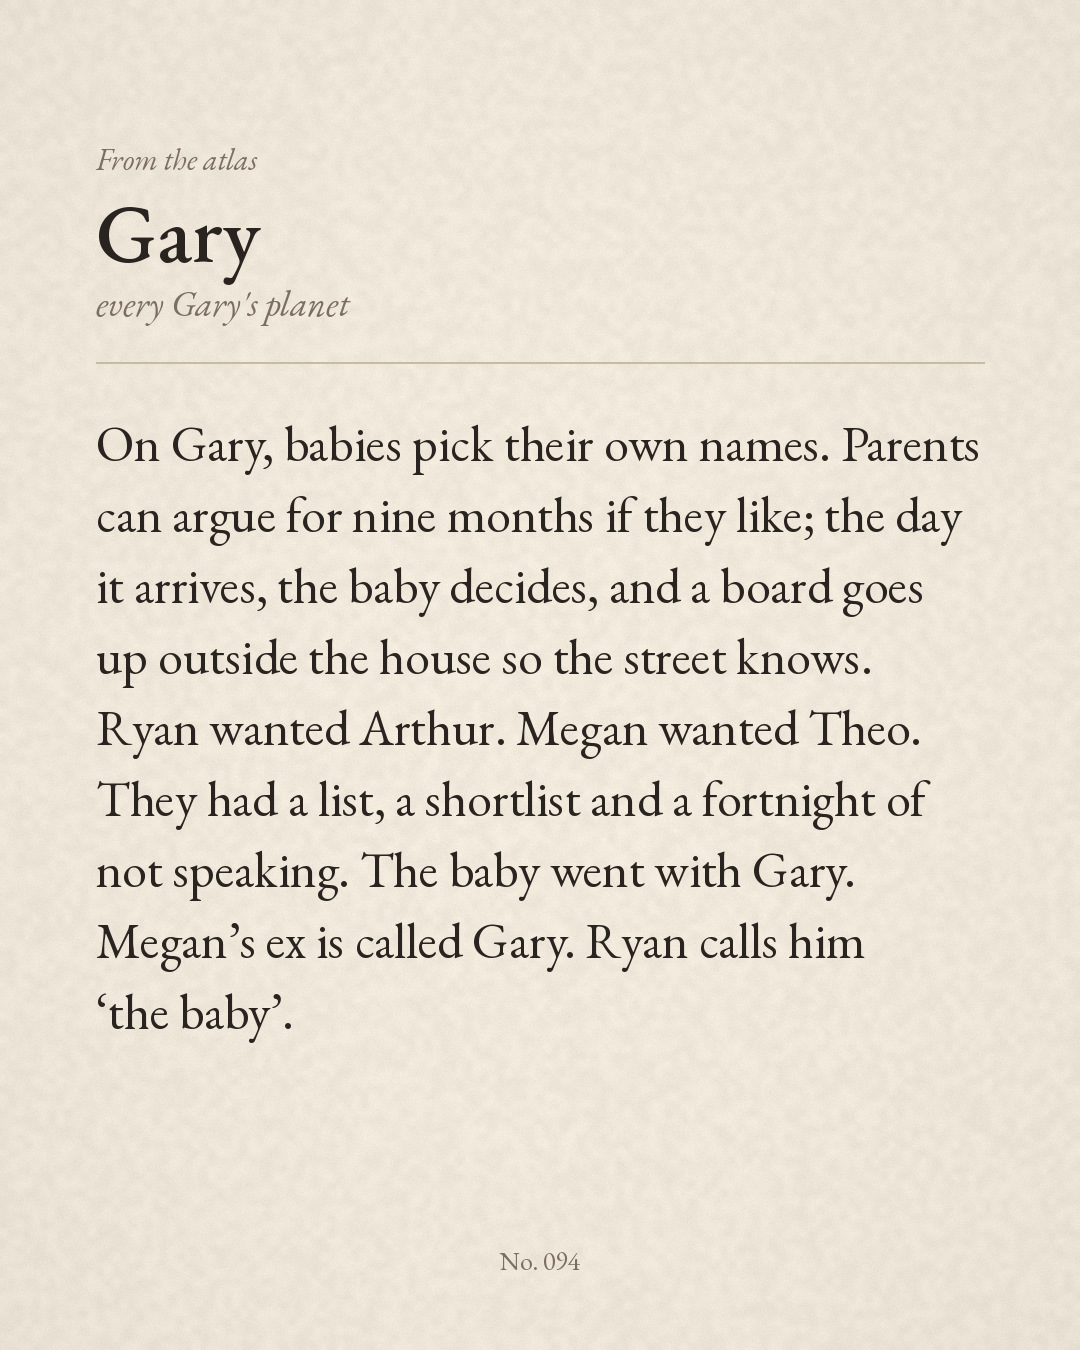 From the atlas
Gary
every Gary's planet
On Gary, babies pick their own names. Parents
can argue for nine months if they like; the day
it arrives, the baby decides, and a board goes
up outside the house so the street knows.
Ryan wanted Arthur. Megan wanted Theo.
They had a list, a shortlist and a fortnight of
not speaking. The baby went with Gary.
Megan’s ex is called Gary. Ryan calls him
‘the baby’.
No. 094